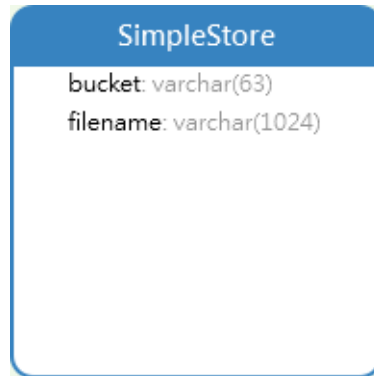 SimpleStore
bucket: varchar(63)
filename: varchar(1024)